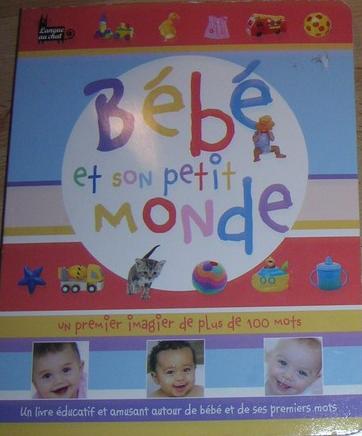 Langue
au chat
Bébé
et son petit
monde
un premier imagier de plus de 100 mots
Un livre éducatif et amusant autour de bébé et de ses premiers mots